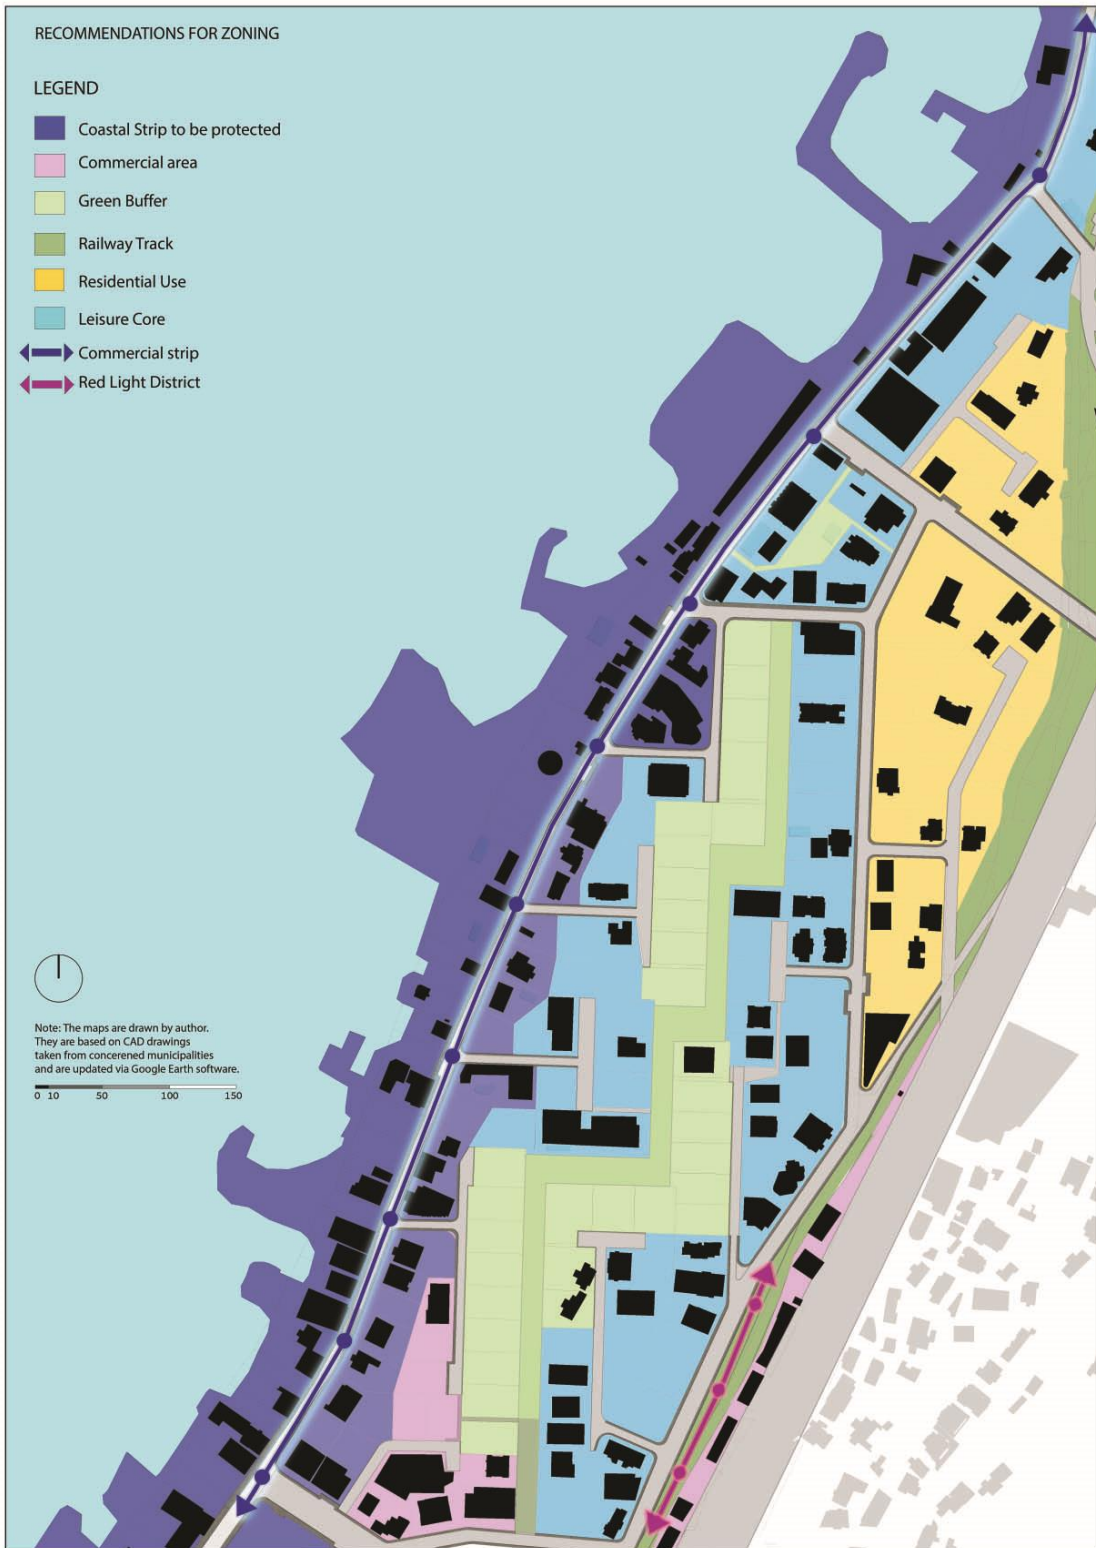 RECOMMENDATIONS FOR ZONING
LEGEND
Coastal Strip to be protected
Commercial area
Green Buffer
Railway Track
Residential Use
Leisure Core
Commercial strip
Red Light District
Note: The maps are drawn by author.
They are based on CAD drawings
taken from concerened municipalities
and are updated via Google Earth software.
0 10 50 100 150